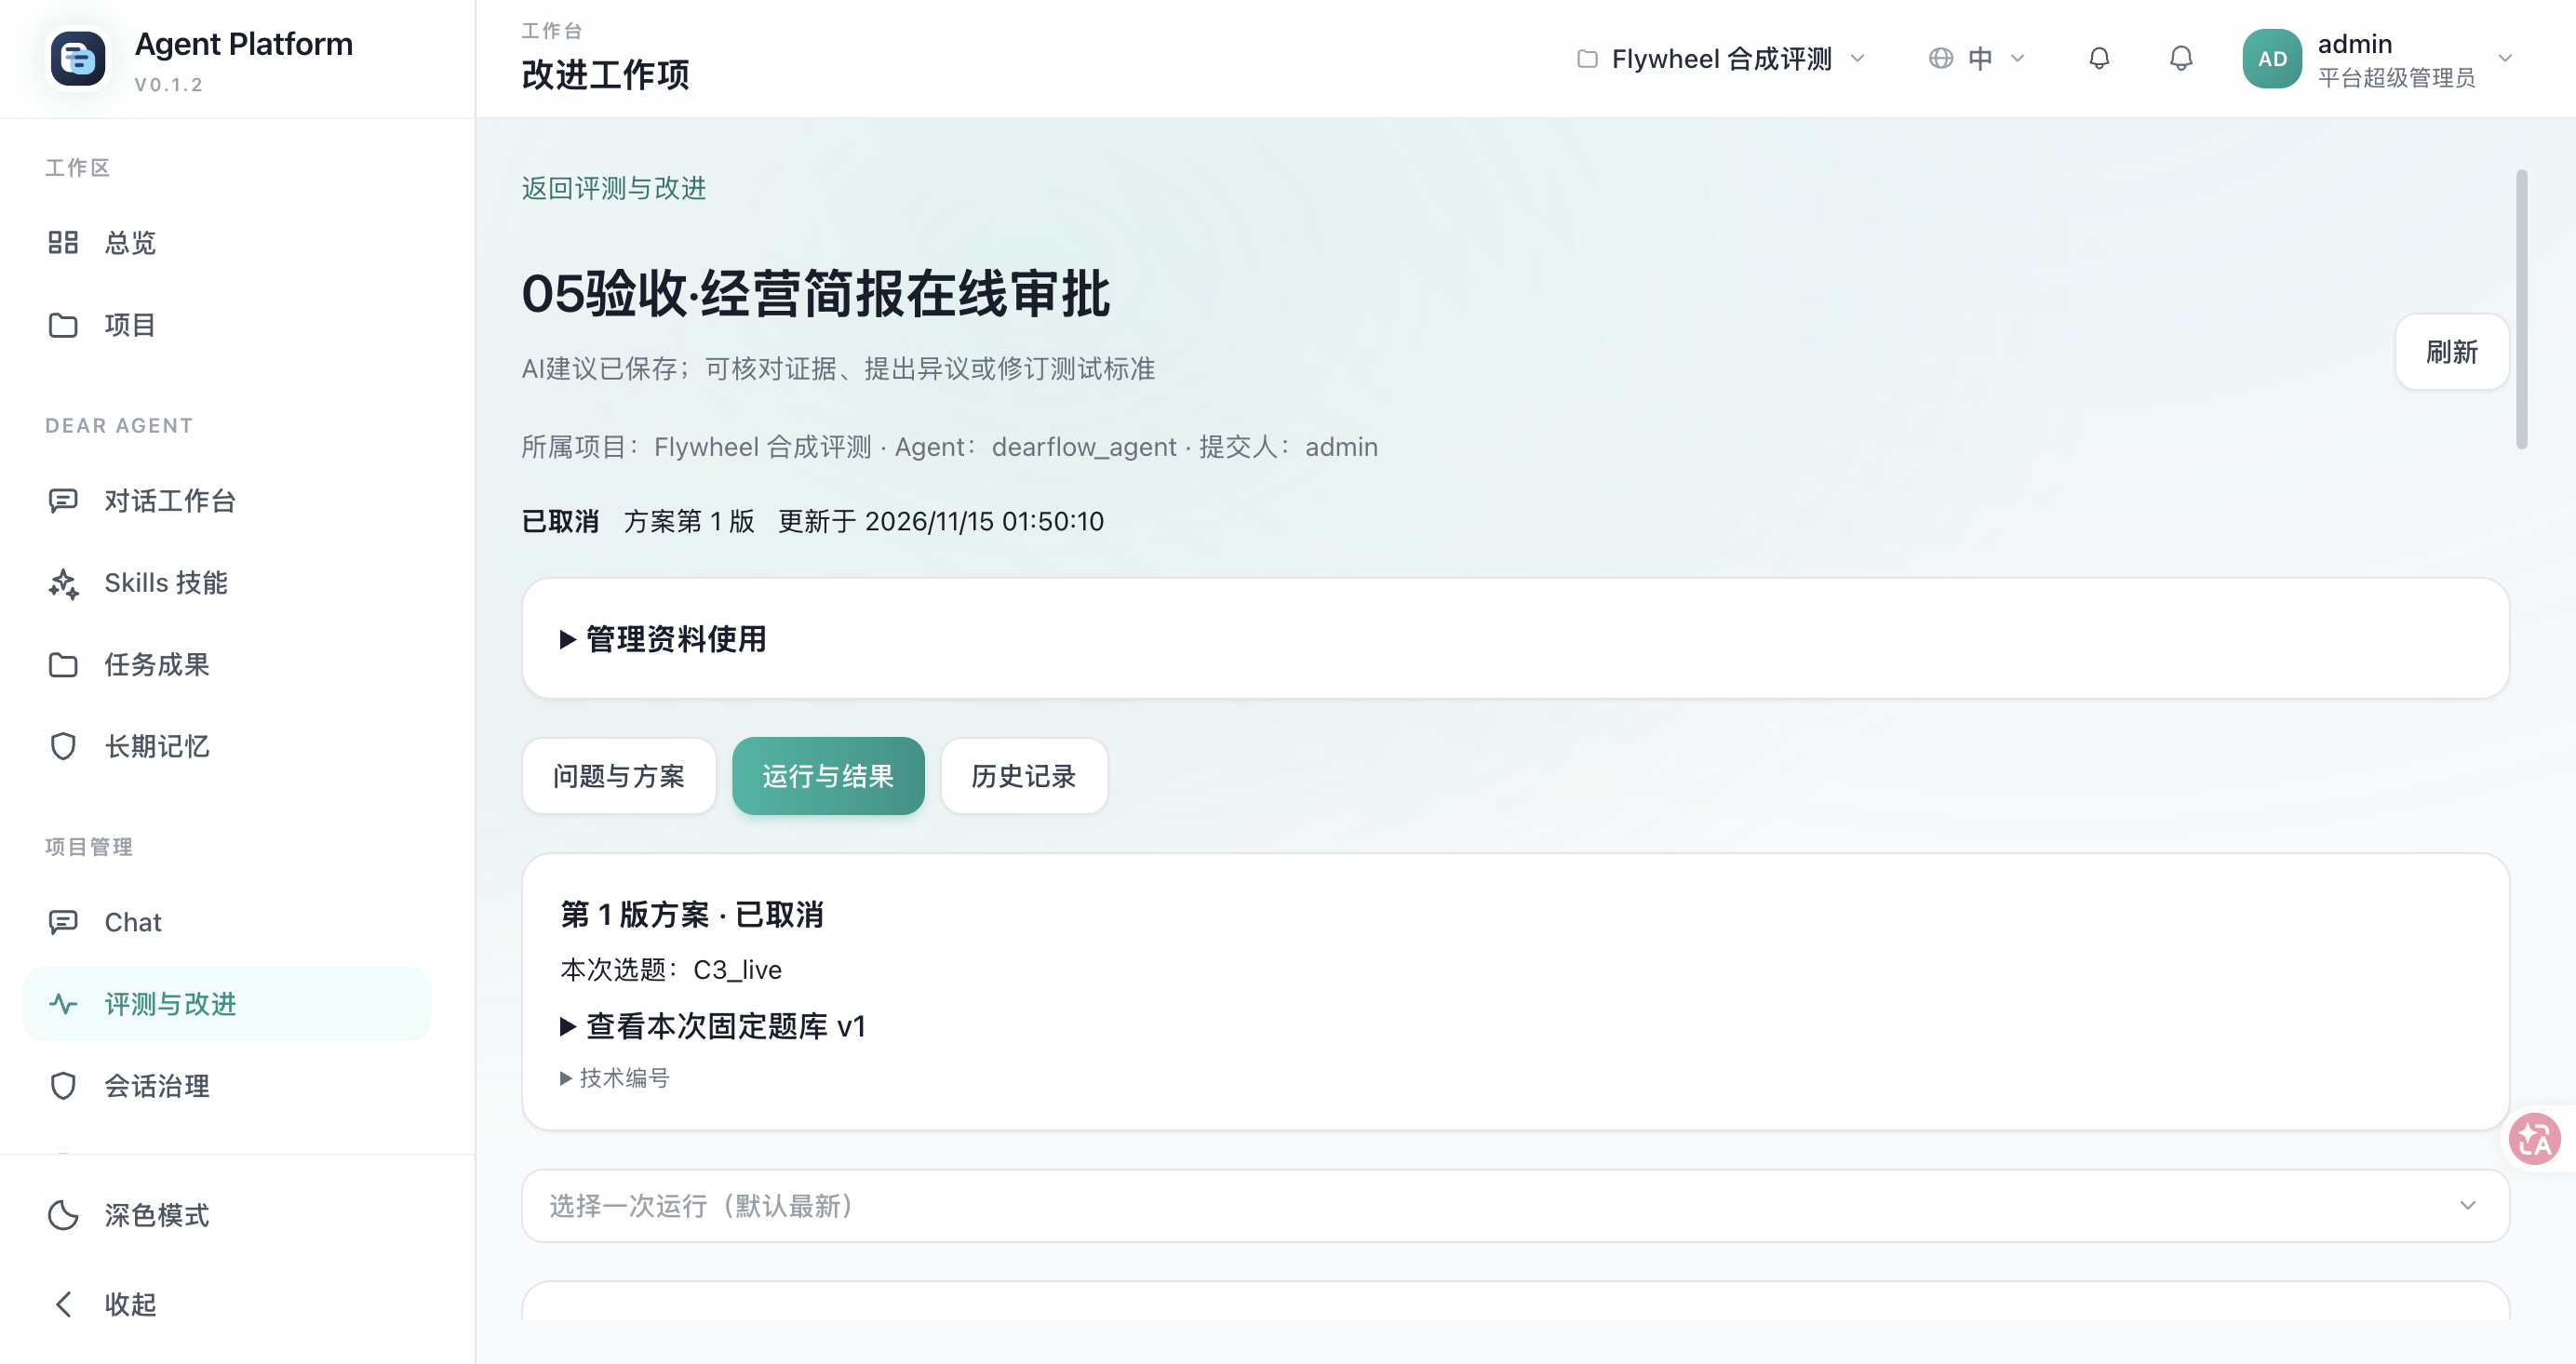 Agent Platform
V0.1.2
工作区
总览
项目
DEAR AGENT
对话工作台
Skills 技能
任务成果
长期记忆
项目管理
Chat
评测与改进
会话治理
深色模式
收起
工作台
改进工作项
Flywheel 合成评测
中
AD
admin
平台超级管理员
返回评测与改进
05验收·经营简报在线审批
AI建议已保存；可核对证据、提出异议或修订测试标准
刷新
所属项目：Flywheel 合成评测 · Agent：dearflow_agent · 提交人：admin
已取消 方案第 1 版 更新于 2026/11/15 01:50:10
▶ 管理资料使用
问题与方案
运行与结果
历史记录
第 1 版方案 · 已取消
本次选题：C3_live
▶ 查看本次固定题库 v1
▶ 技术编号
选择一次运行（默认最新）